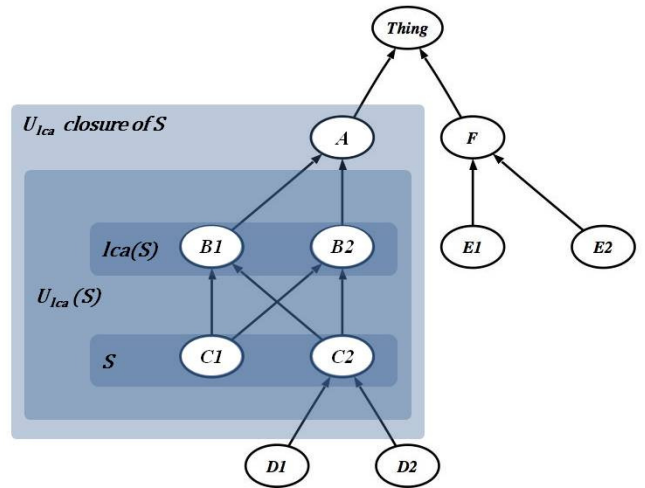 Thing
U_lca closure of S
A
F
lca(S)
B1
B2
E1
E2
U_lca (S)
S
C1
C2
D1
D2